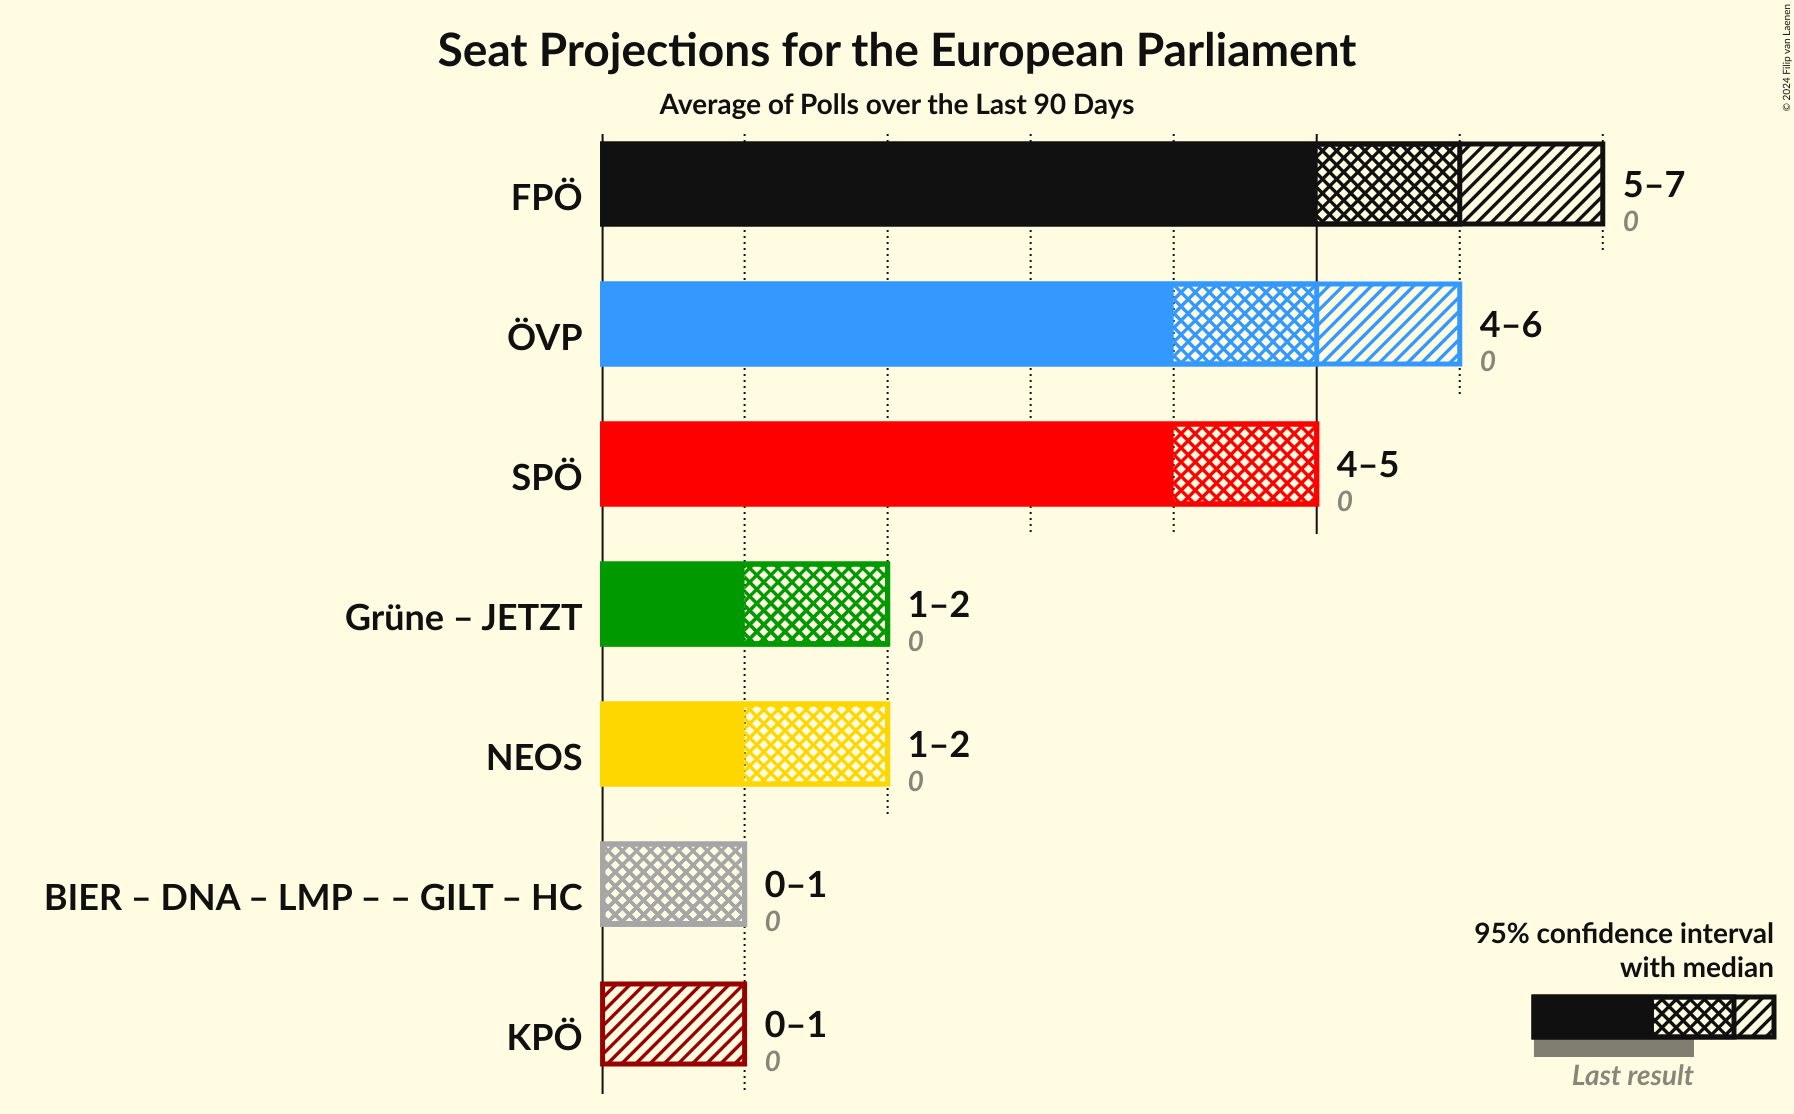 Seat Projections for the European Parliament
Average of Polls over the Last 90 Days
© 2024 Filip van Laenen
FPÖ
5–7
0
ÖVP
4–6
0
SPÖ
4–5
0
Grüne – JETZT
1–2
0
NEOS
1–2
0
BIER – DNA – LMP – – GILT – HC
0–1
0
KPÖ
0–1
0
95% confidence interval
with median
Last result